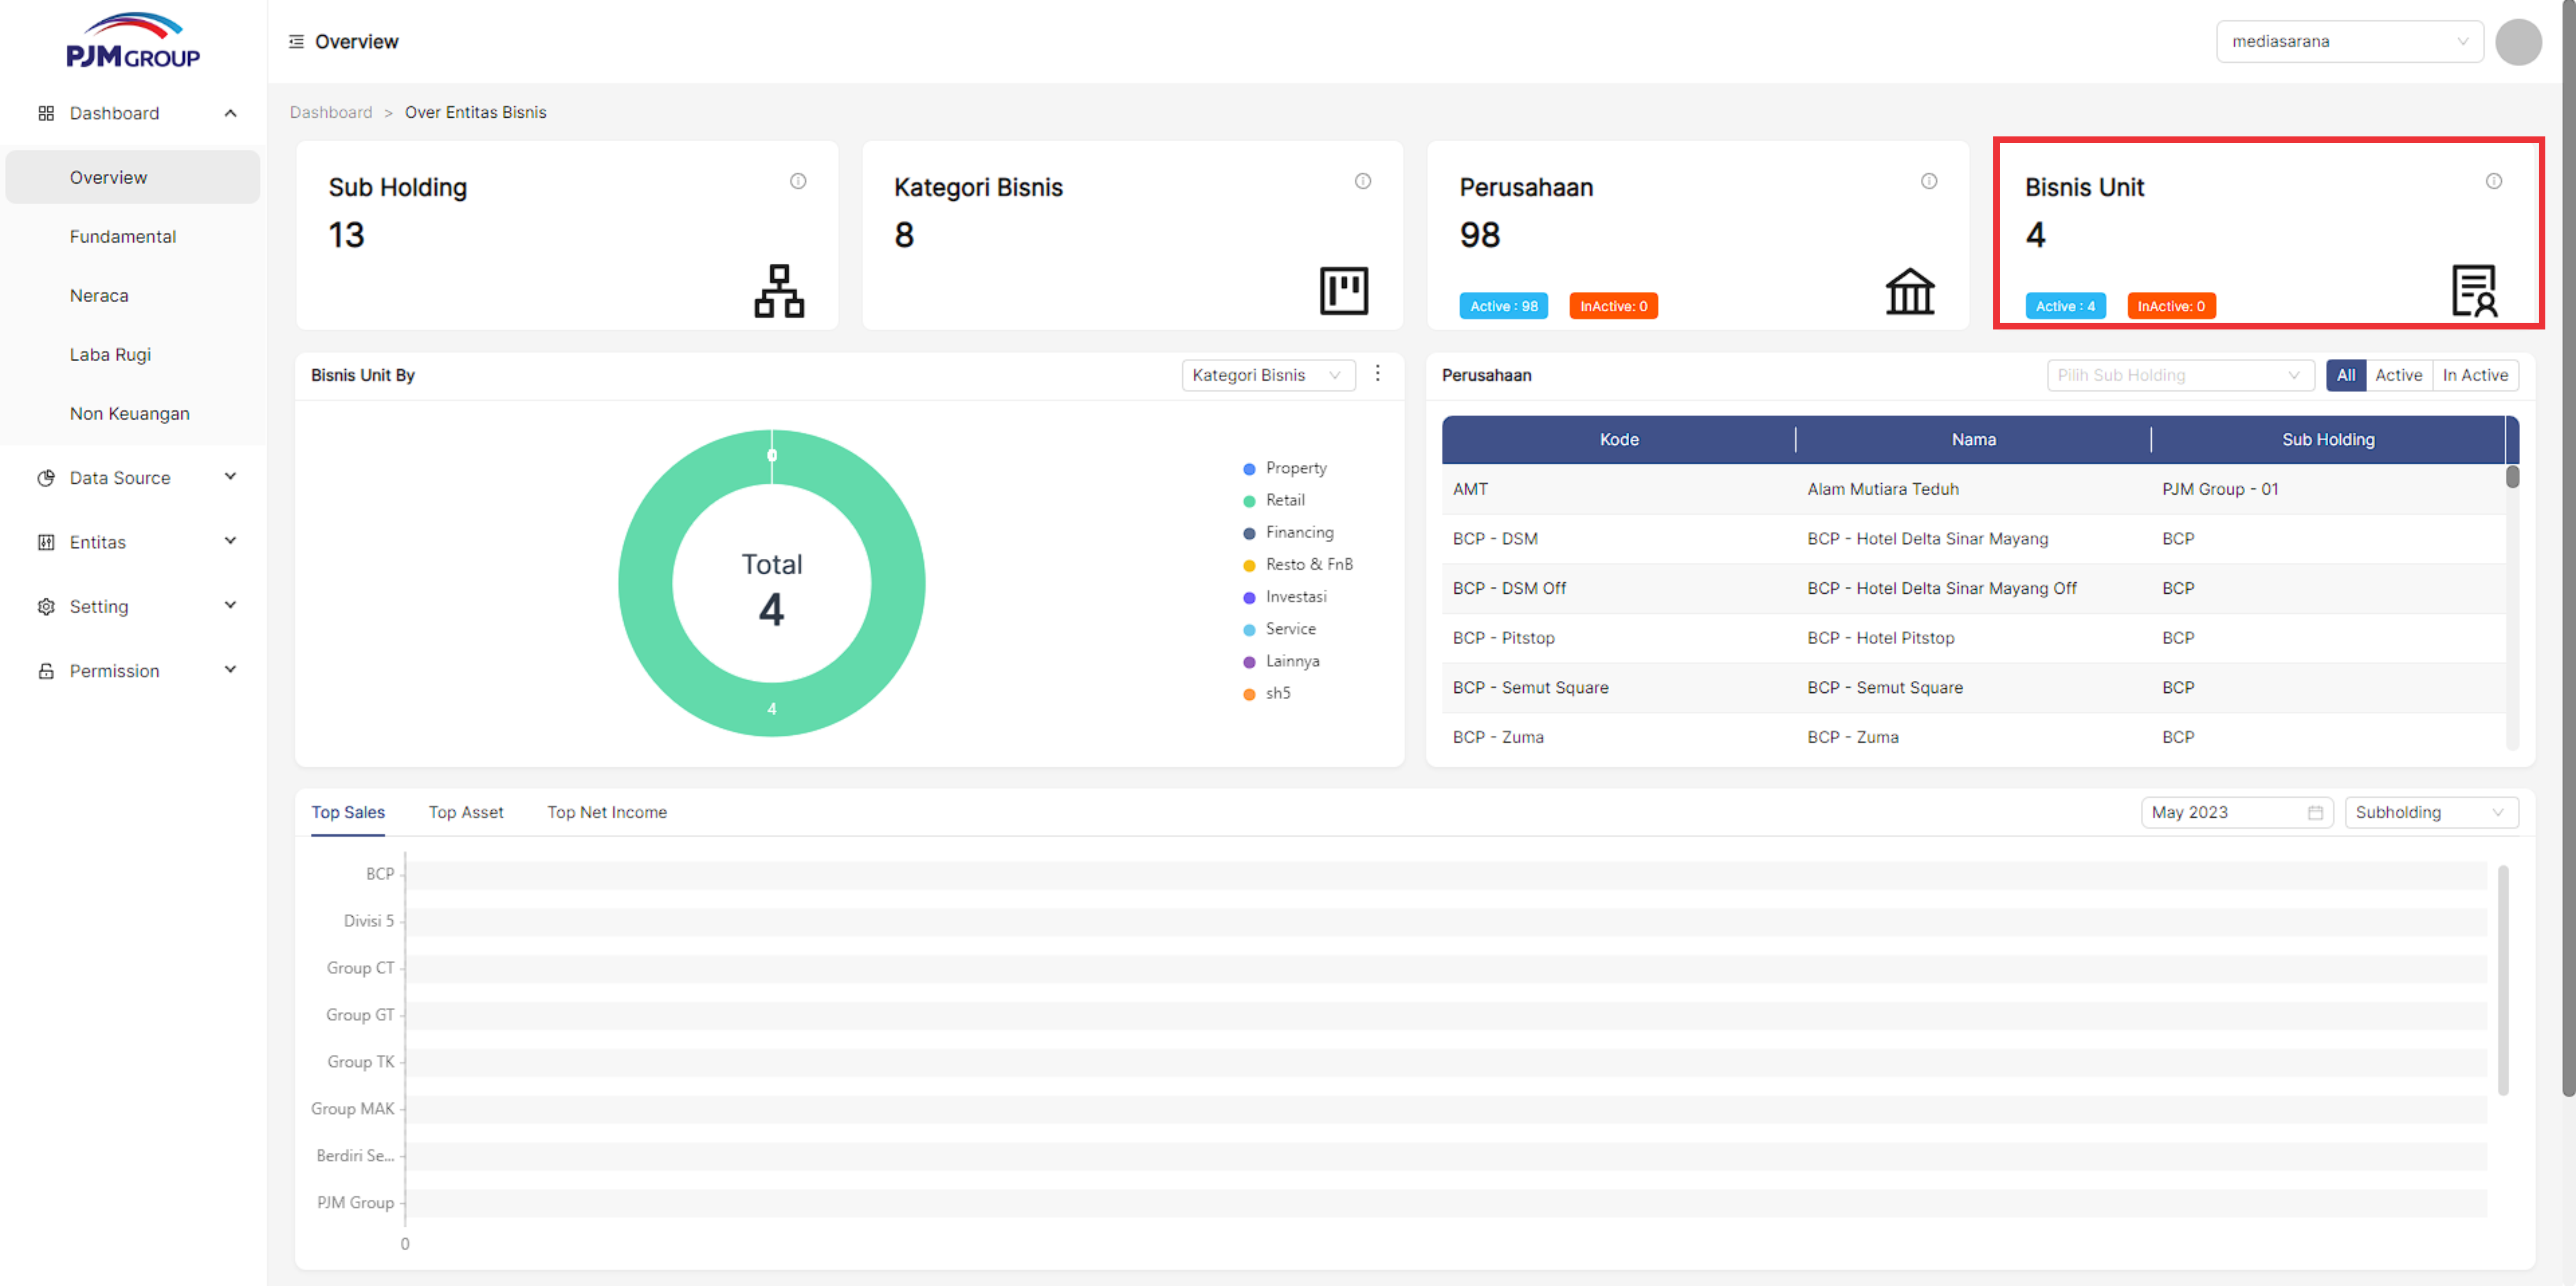 PJM GROUP
Overview
mediasarana
Dashboard
Overview
Fundamental
Neraca
Laba Rugi
Non Keuangan
Data Source
Entitas
Setting
Permission
Dashboard > Over Entitas Bisnis
Sub Holding
13
Kategori Bisnis
8
Perusahaan
98
Active : 98 InActive: 0
Bisnis Unit
4
Active : 4 InActive: 0
Bisnis Unit By
Kategori Bisnis
0
Total
4
4
Property
Retail
Financing
Resto & FnB
Investasi
Service
Lainnya
sh5
Perusahaan
Pilih Sub Holding
All Active In Active
Kode Nama Sub Holding
AMT Alam Mutiara Teduh PJM Group - 01
BCP - DSM BCP - Hotel Delta Sinar Mayang BCP
BCP - DSM Off BCP - Hotel Delta Sinar Mayang Off BCP
BCP - Pitstop BCP - Hotel Pitstop BCP
BCP - Semut Square BCP - Semut Square BCP
BCP - Zuma BCP - Zuma BCP
Top Sales Top Asset Top Net Income
May 2023 Subholding
BCP
Divisi 5
Group CT
Group GT
Group TK
Group MAK
Berdiri Se...
PJM Group
0